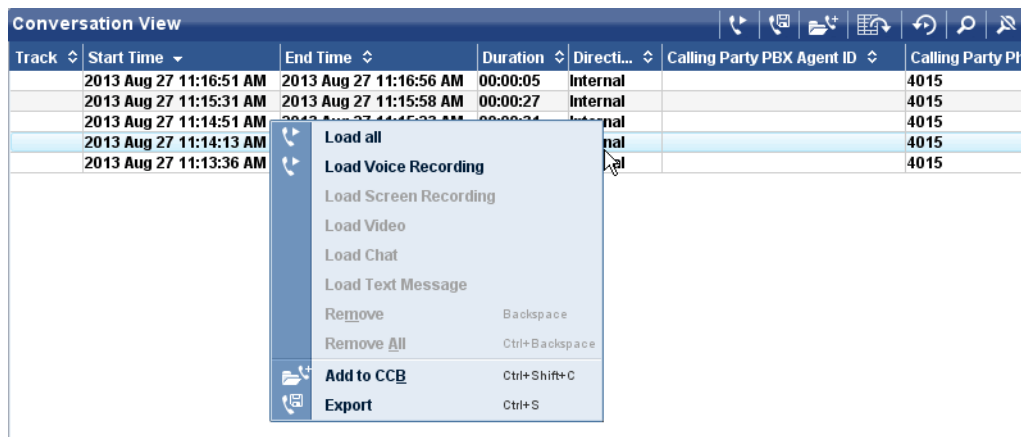 Conversation View
Track Start Time End Time Duration Directi... Calling Party PBX Agent ID Calling Party Ph
2013 Aug 27 11:16:51 AM 2013 Aug 27 11:16:56 AM 00:00:05 Internal 4015
2013 Aug 27 11:15:31 AM 2013 Aug 27 11:15:58 AM 00:00:27 Internal 4015
2013 Aug 27 11:14:51 AM 4015
2013 Aug 27 11:14:13 AM nal 4015
2013 Aug 27 11:13:36 AM al 4015
Load all
Load Voice Recording
Load Screen Recording
Load Video
Load Chat
Load Text Message
Remove Backspace
Remove All Ctrl+Backspace
Add to CCB Ctrl+Shift+C
Export Ctrl+S